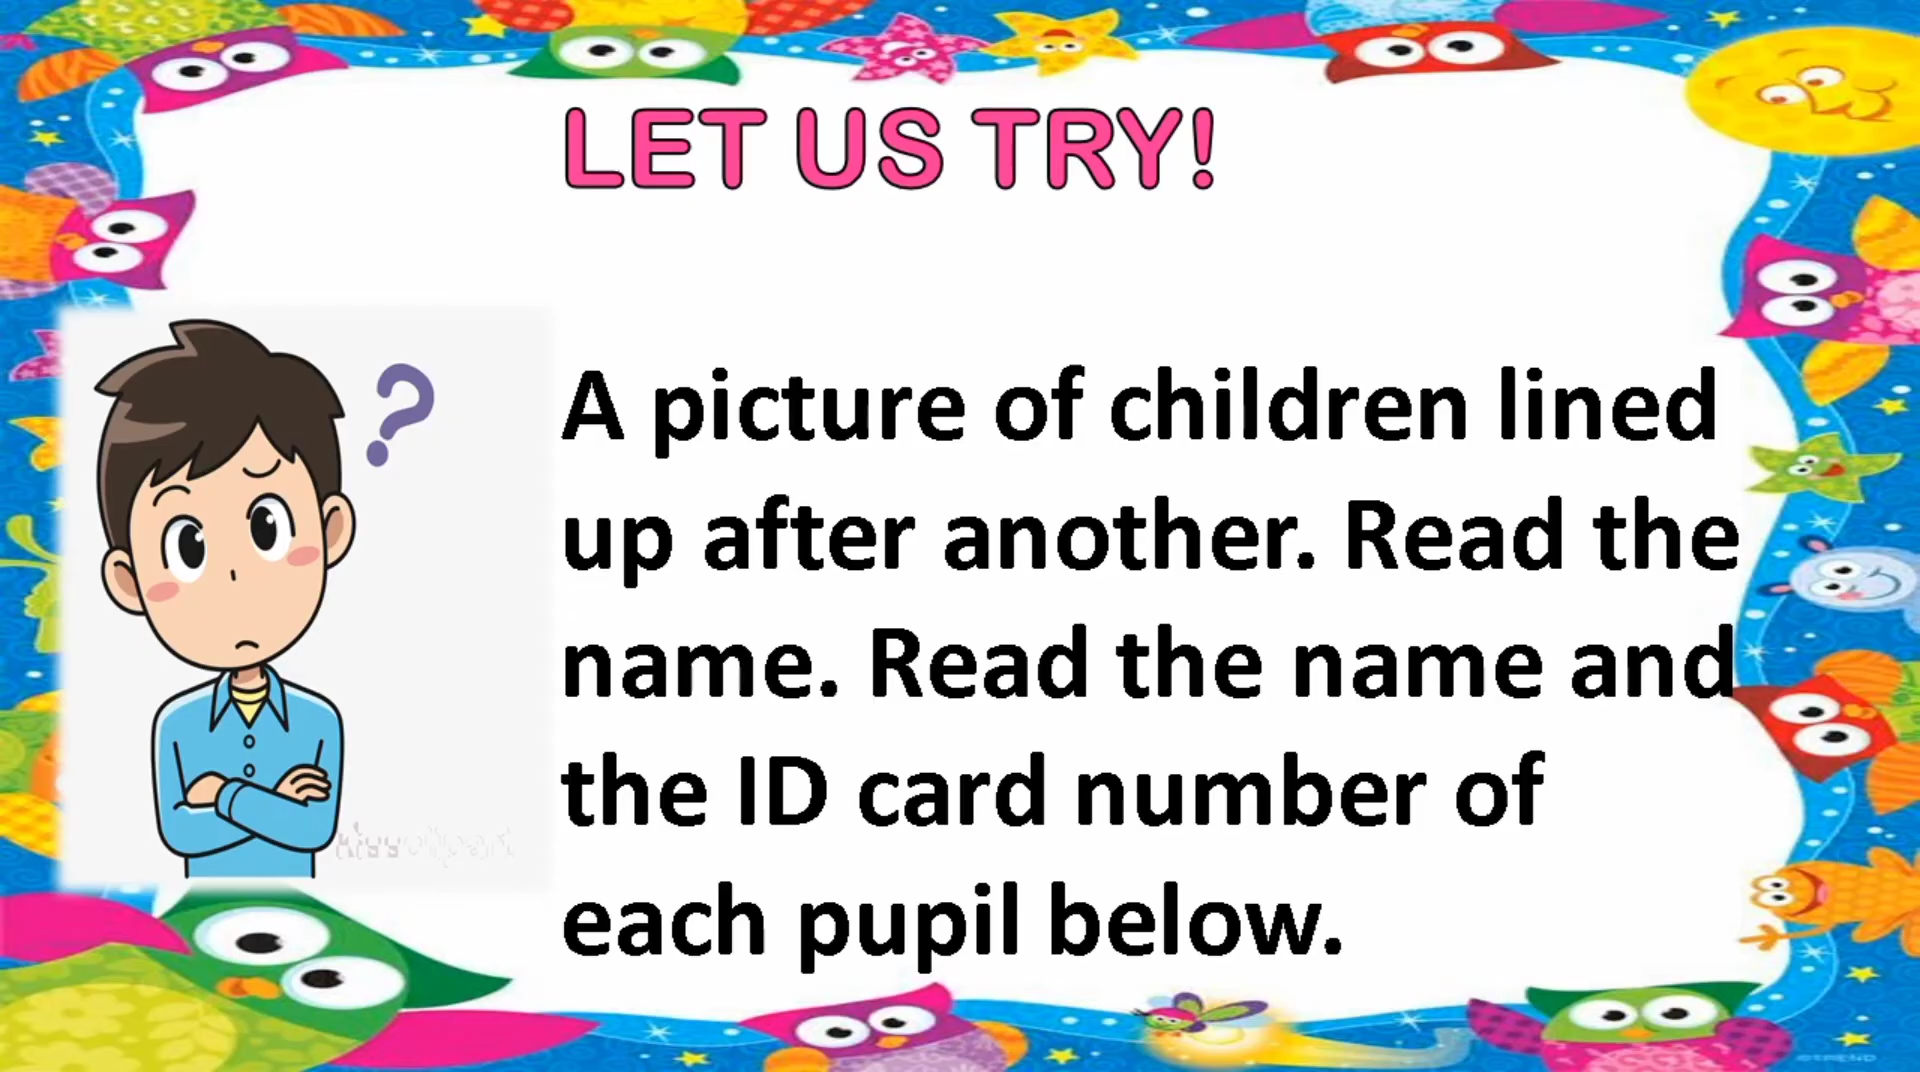 LET US TRY!
A picture of children lined
up after another. Read the
name. Read the name and
the ID card number of
each pupil below.